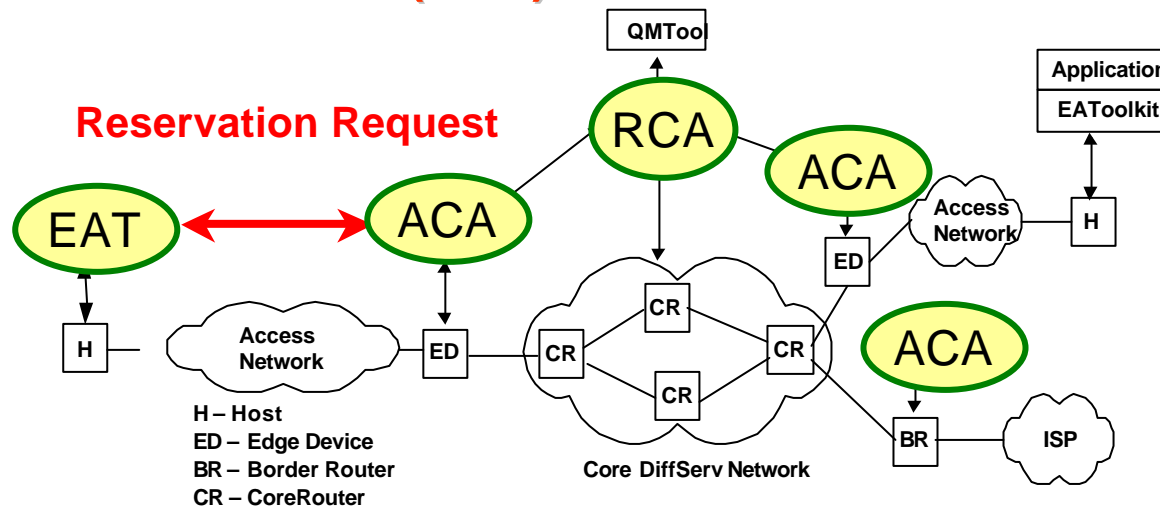 QMTool
Application
EAToolkit
Reservation Request
RCA
ACA
ACA
EAT
Access
Network
H
ED
CR
H
Access
Network
ED
CR
CR
CR
ACA
BR
ISP
H – Host
ED – Edge Device
BR – Border Router
CR – CoreRouter
Core DiffServ Network